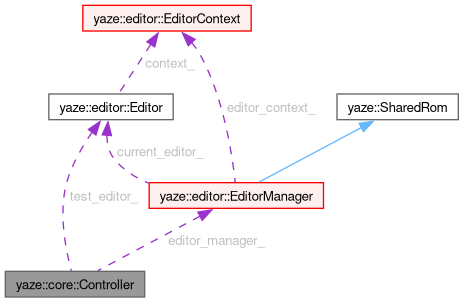 yaze::editor::EditorContext
context_
yaze::editor::Editor
editor_context_
yaze::SharedRom
current_editor_
test_editor_
yaze::editor::EditorManager
editor_manager_
yaze::core::Controller